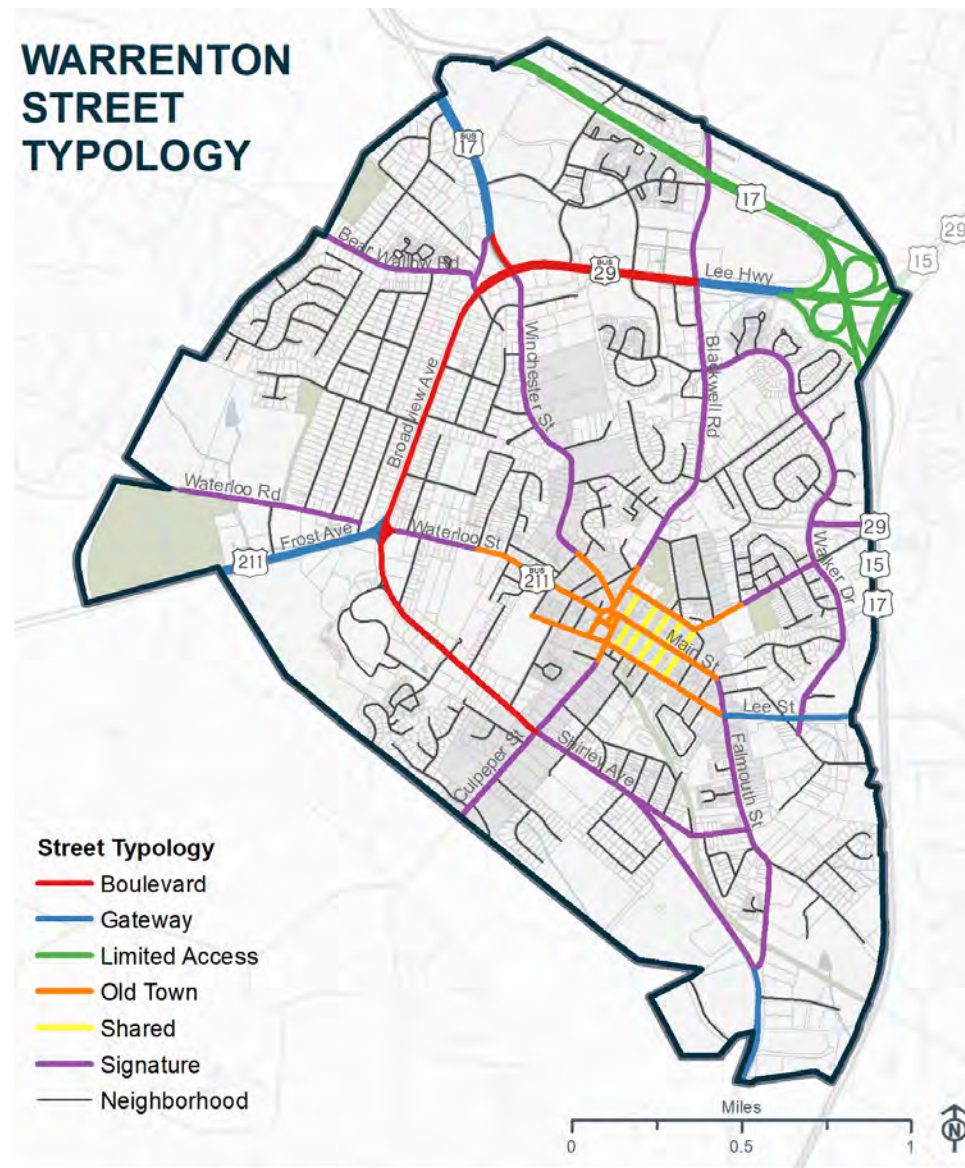 WARRENTON
STREET
TYPOLOGY
BUS
17
17
29
15
Bear Wallow Rd
BUS
29
Lee Hwy
Winchester St
Blackwell Rd
Broadview Ave
Waterloo Rd
Frost Ave
211
Waterloo St
BUS
211
29
15
17
Walker Dr
Main St
Lee St
Culpeper St
Shirley Ave
Falmouth St
Street Typology
Boulevard
Gateway
Limited Access
Old Town
Shared
Signature
Neighborhood
Miles
0
0.5
1
N